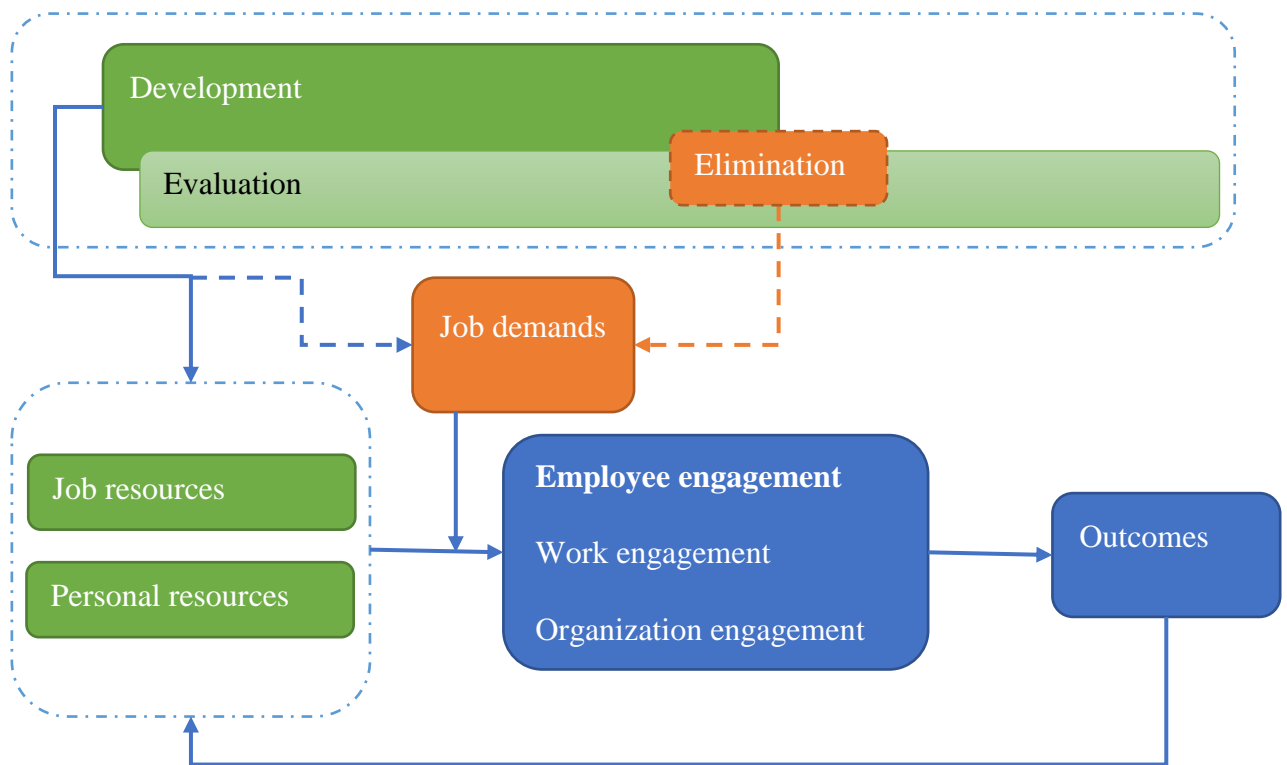 Development
Elimination
Evaluation
Job demands
Employee engagement
Job resources
Outcomes
Work engagement
Personal resources
Organization engagement